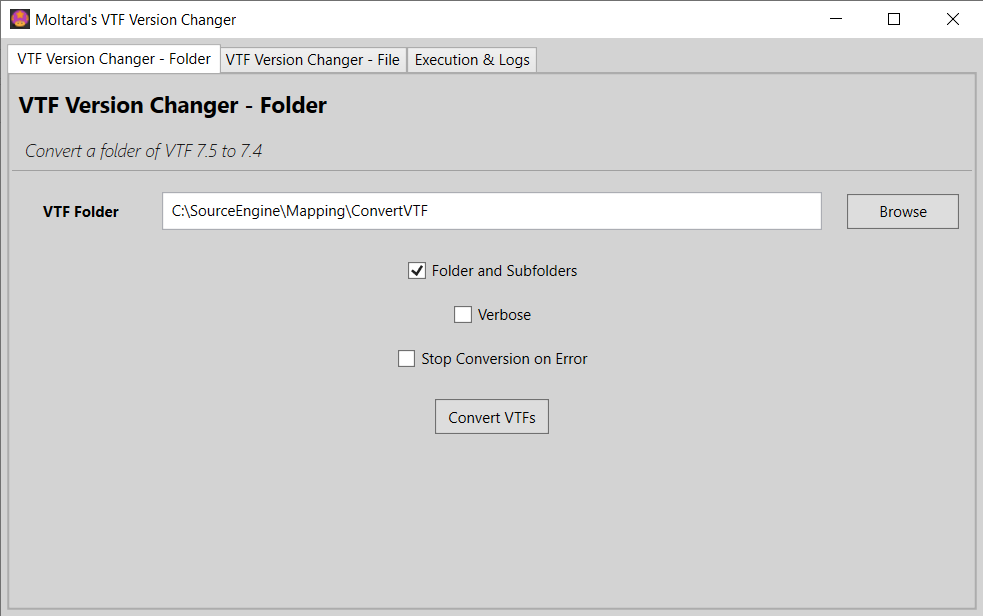 Moltard's VTF Version Changer
VTF Version Changer - Folder VTF Version Changer - File Execution & Logs
VTF Version Changer - Folder
Convert a folder of VTF 7.5 to 7.4
VTF Folder C:\SourceEngine\Mapping\ConvertVTF Browse
Folder and Subfolders
Verbose
Stop Conversion on Error
Convert VTFs